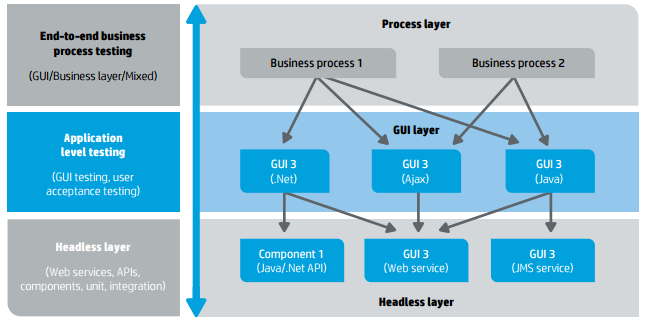 End-to-end business
process testing
(GUI/Business layer/Mixed)
Process layer
Business process 1
Business process 2
Application
level testing
(GUI testing, user
acceptance testing)
GUI layer
GUI 3
(.Net)
GUI 3
(Ajax)
GUI 3
(Java)
Headless layer
(Web services, APIs,
components, unit, integration)
Component 1
(Java/.Net API)
GUI 3
(Web service)
GUI 3
(JMS service)
Headless layer